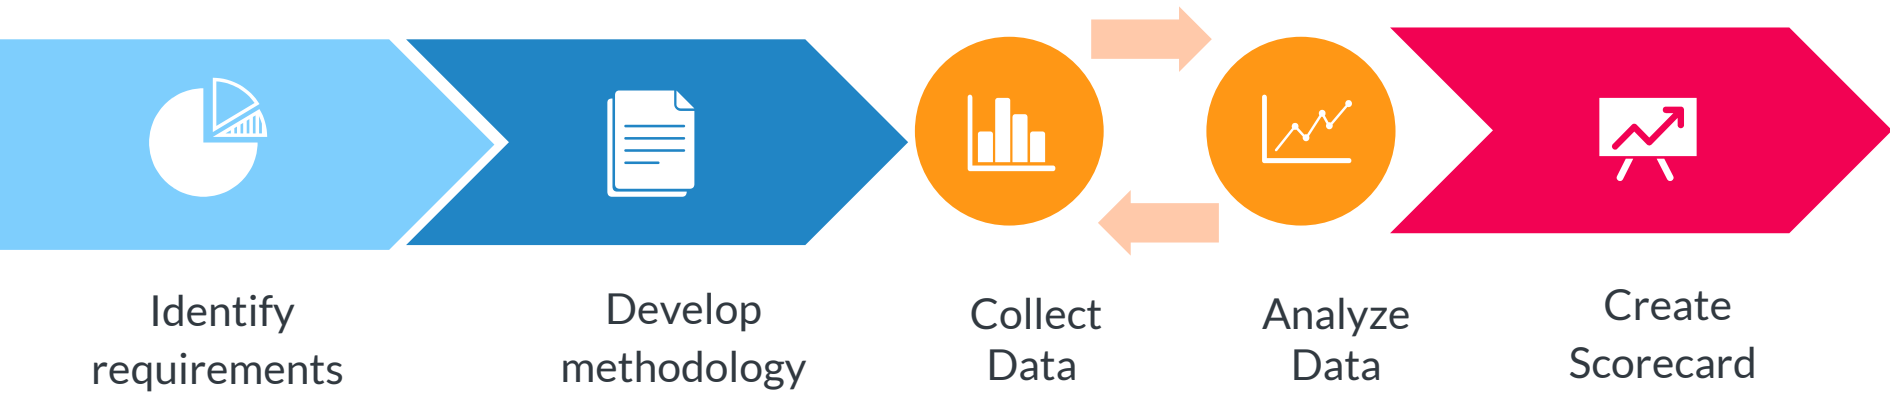 Identify
requirements
Develop
methodology
Collect
Data
Analyze
Data
Create
Scorecard